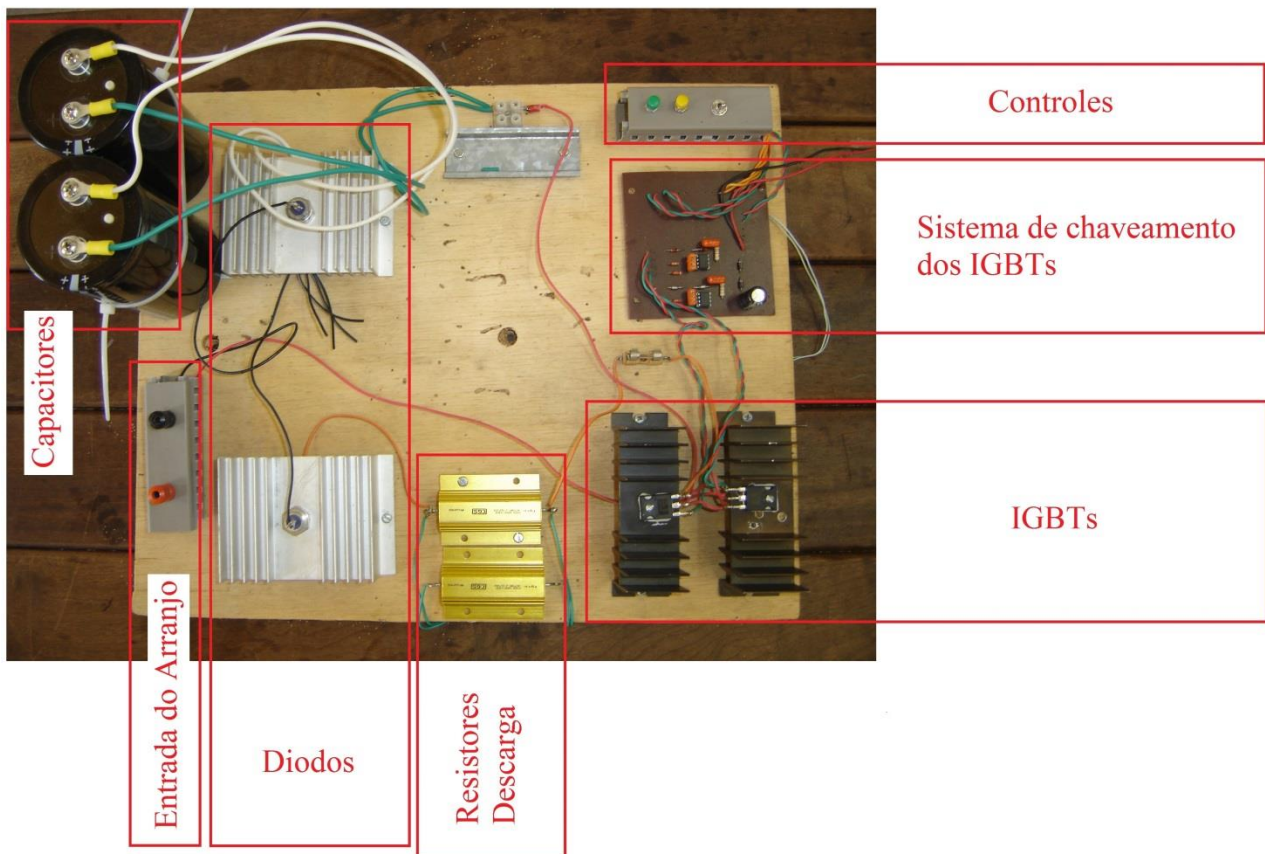 Controles
Sistema de chaveamento
dos IGBTs
Capacitores
IGBTs
Entrada do Arranjo
Diodos
Resistores
Descarga